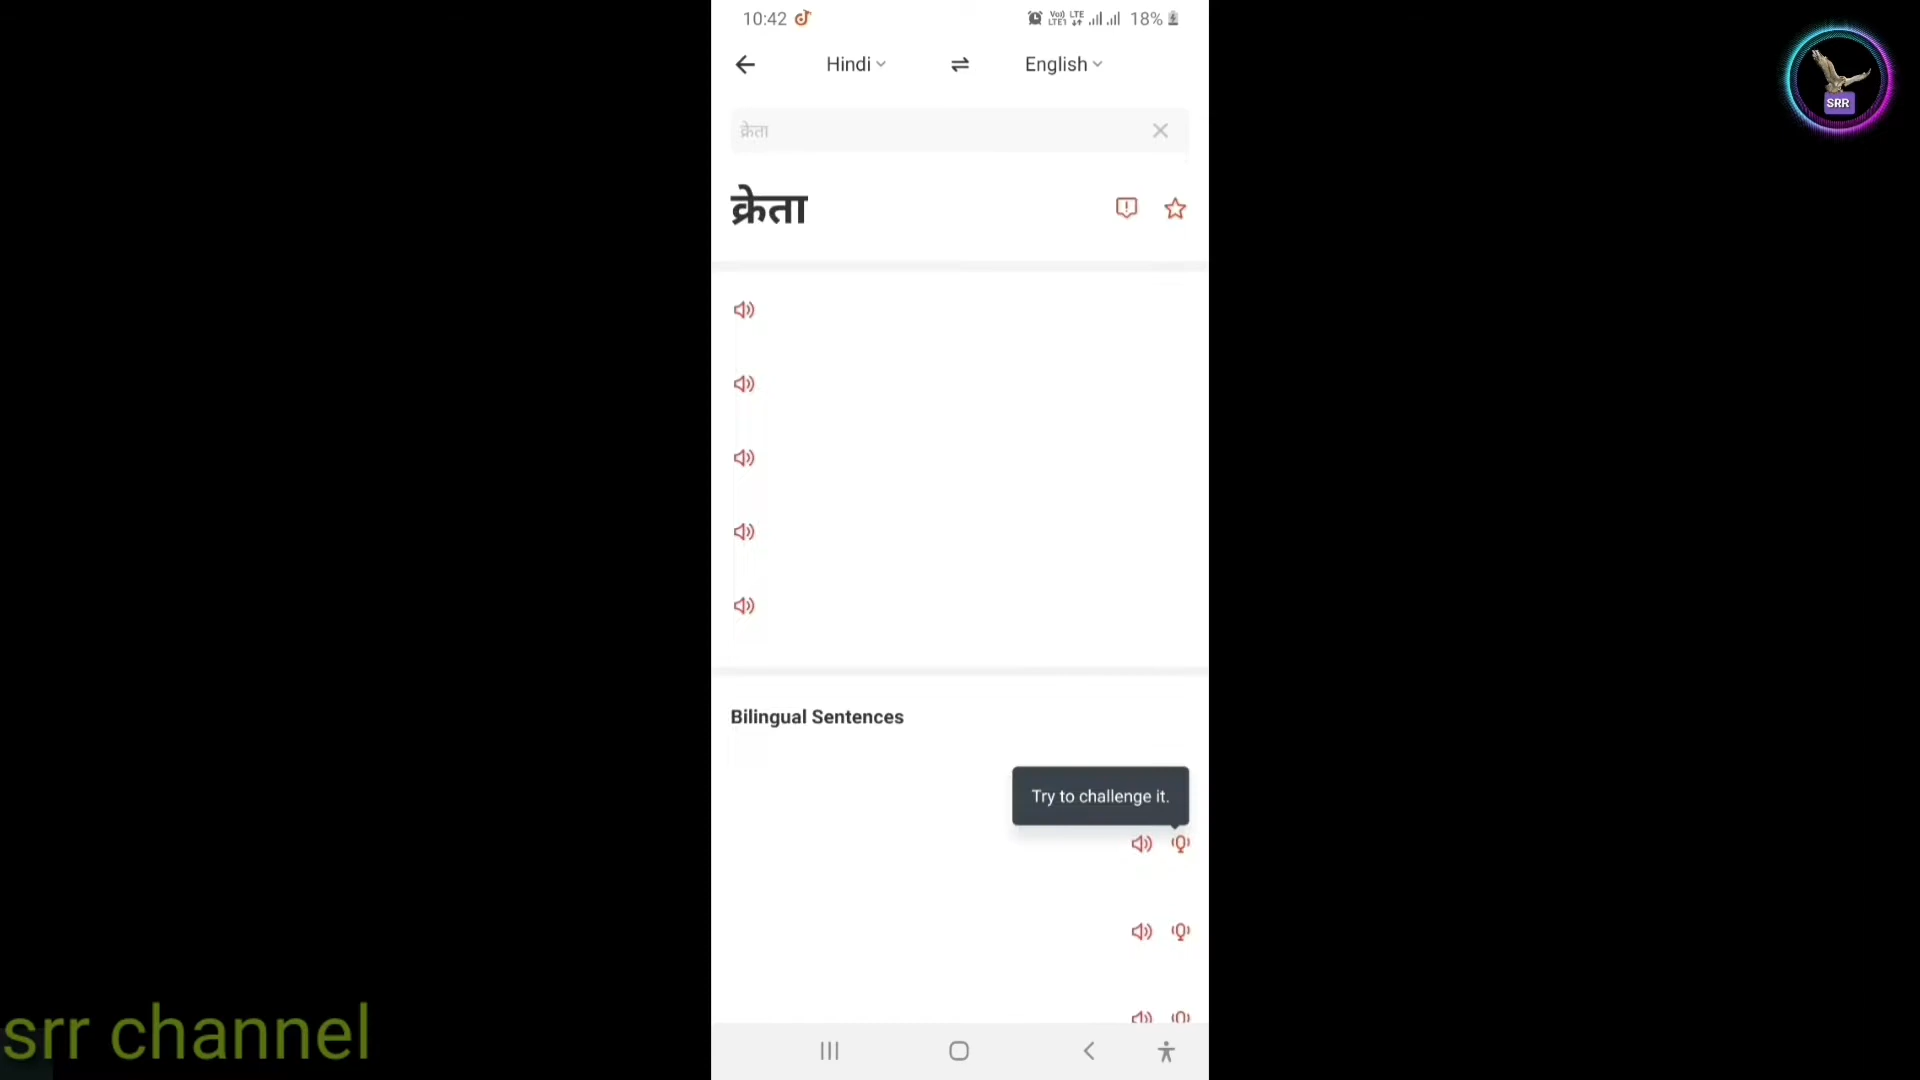 10:42 18%
Hindi English
क्रेता
क्रेता
Bilingual Sentences
Try to challenge it.
SRR
srr channel